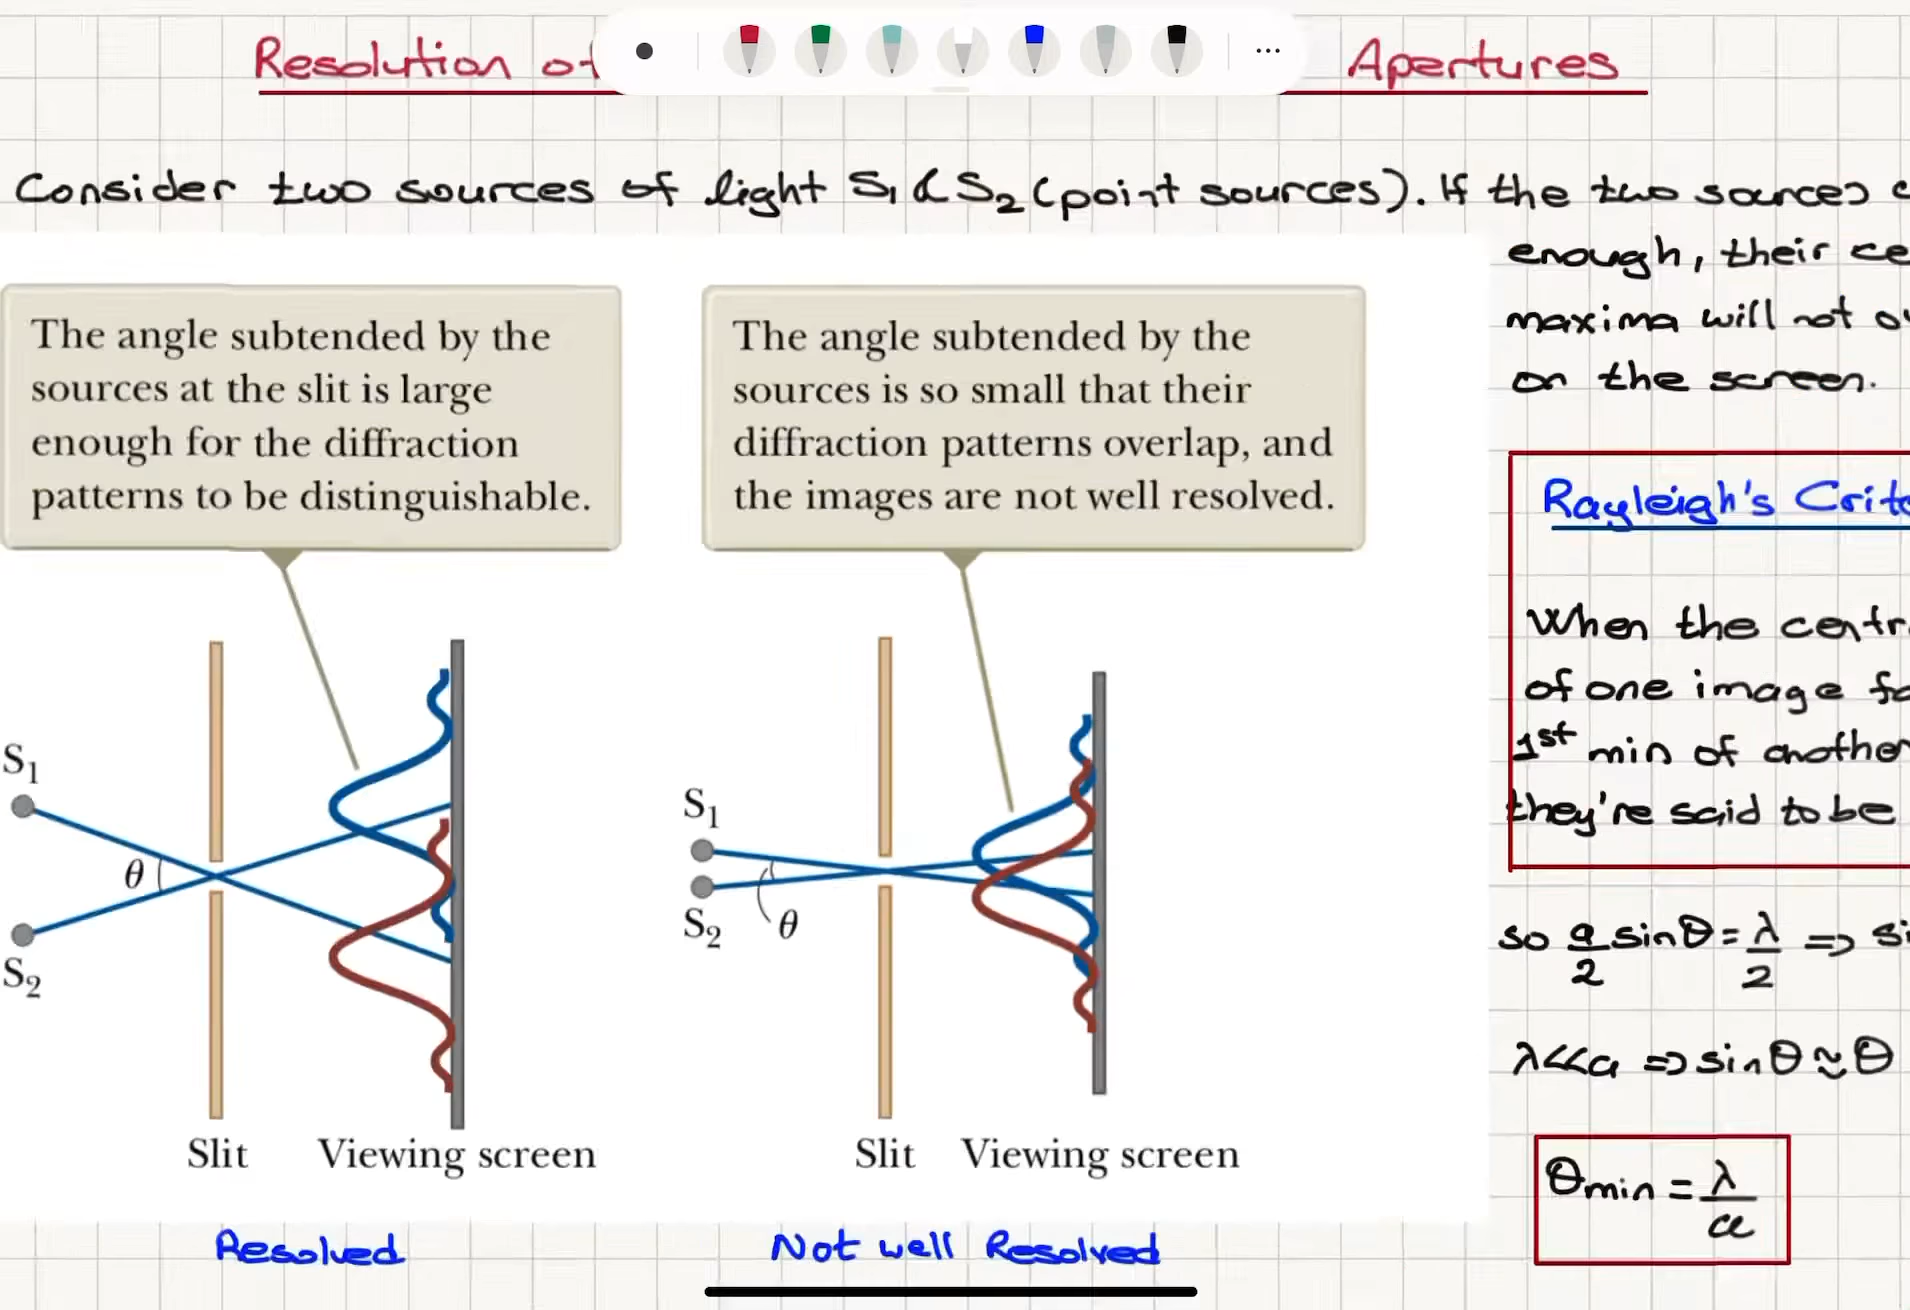 Resolution of Apertures
Consider two sources of light S₁ & S₂ (point sources). If the two sources
enough, their
maxima will not
on the screen.
The angle subtended by the
sources at the slit is large
enough for the diffraction
patterns to be distinguishable.
The angle subtended by the
sources is so small that their
diffraction patterns overlap, and
the images are not well resolved.
Rayleigh's
When the
of one image
1st min of another
they're said to be
S₁
θ
S₂
Slit
Viewing screen
S₁
S₂
θ
Slit
Viewing screen
so a/2 sinθ = λ/2 =>
λ<<a => sinθ ≈ θ
θmin = λ/a
Resolved
Not well Resolved